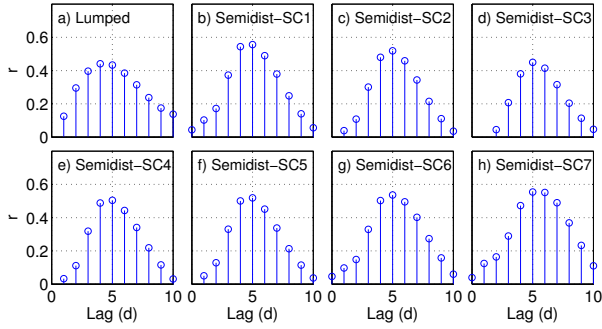 a) Lumped b) Semidist−SC1 c) Semidist−SC2 d) Semidist−SC3
0.6
0.4
0.2
0
r
e) Semidist−SC4 f) Semidist−SC5 g) Semidist−SC6 h) Semidist−SC7
0.6
0.4
0.2
0
r
0 5 10 0 5 10 0 5 10 0 5 10
Lag (d) Lag (d) Lag (d) Lag (d)